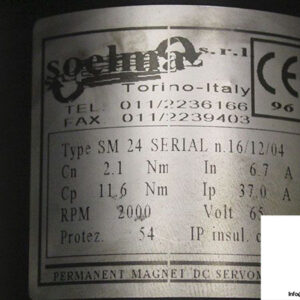 soelma s.r.l
Torino-Italy
CE
TEL. 011/2236166
96
FAX 011/2239403
Type SM 24 SERIAL n.16/12/04
Cn 2.1 Nm In 6.7 A
Cp 11,6 Nm Ip 37.0 A
RPM 2000 Volt 65
Protez. 54 IP insul.
PERMANENT MAGNET DC